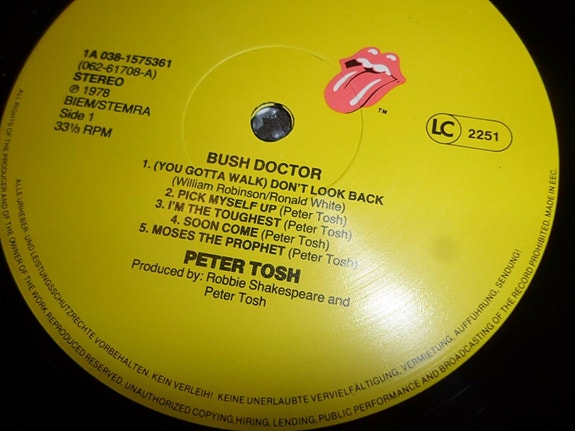 1A 038-1575361
(062-61708-A)
STEREO
℗ 1978
BIEM/STEMRA
Side 1
33⅓ RPM
TM
LC 2251
BUSH DOCTOR
1. (YOU GOTTA WALK) DON'T LOOK BACK
(William Robinson/Ronald White)
2. PICK MYSELF UP (Peter Tosh)
3. I'M THE TOUGHEST (Peter Tosh)
4. SOON COME (Peter Tosh)
5. MOSES THE PROPHET (Peter Tosh)
PETER TOSH
Produced by: Robbie Shakespeare and
Peter Tosh
ALL RIGHTS OF THE PRODUCER AND OF THE OWNER OF THE WORK REPRODUCED RESERVED. UNAUTHORIZED COPYING, HIRING, LENDING, PUBLIC PERFORMANCE AND BROADCASTING OF THE RECORD PROHIBITED. MADE IN EEC.
ALLE URHEBER- UND LEISTUNGSSCHUTZRECHTE VORBEHALTEN. KEIN VERLEIH! KEINE UNERLAUBTE VERVIELFÄLTIGUNG, VERMIETUNG, AUFFÜHRUNG, SENDUNG!